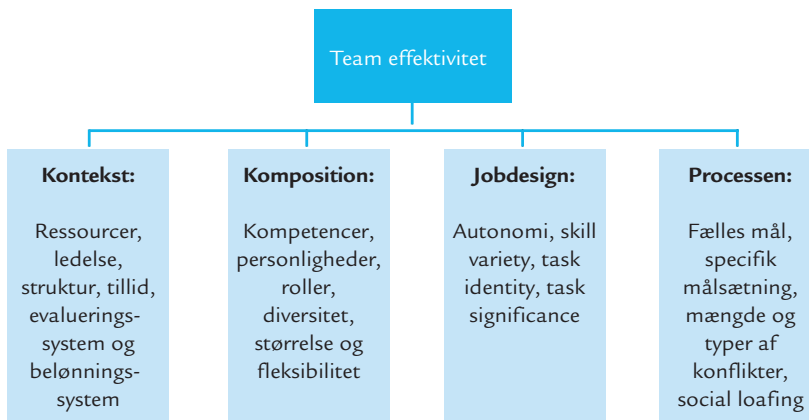 Team effektivitet
Kontekst:
Ressourcer,
ledelse,
struktur, tillid,
evaluerings-
system og
belønnings-
system
Komposition:
Kompetencer,
personligheder,
roller,
diversitet,
størrelse og
fleksibilitet
Jobdesign:
Autonomi, skill
variety, task
identity, task
significance
Processen:
Fælles mål,
specifik
målsætning,
mængde og
typer af
konflikter,
social loafing